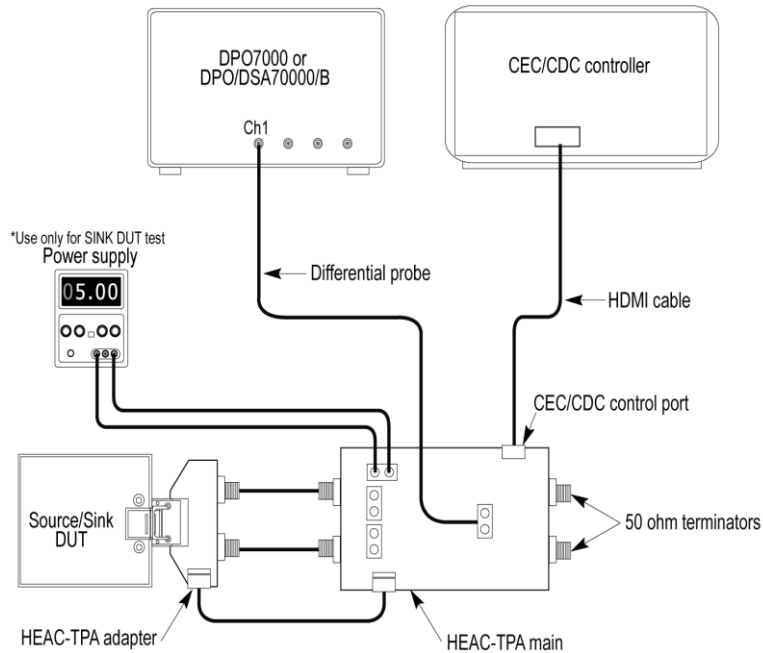 DPO7000 or
DPO/DSA70000/B
Ch1
CEC/CDC controller
*Use only for SINK DUT test
Power supply
05.00
Differential probe
HDMI cable
CEC/CDC control port
Source/Sink
DUT
50 ohm terminators
HEAC-TPA adapter
HEAC-TPA main